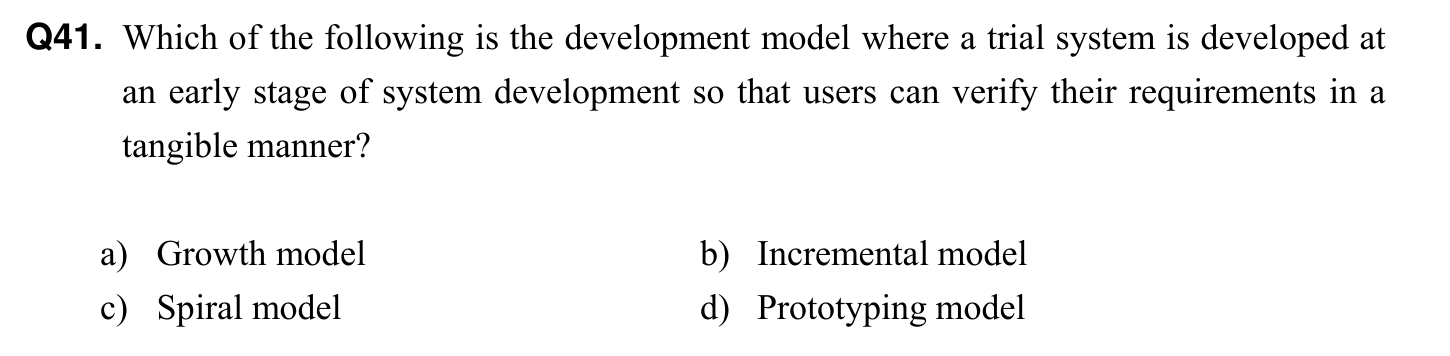 Q41. Which of the following is the development model where a trial system is developed at
an early stage of system development so that users can verify their requirements in a
tangible manner?
a) Growth model b) Incremental model
c) Spiral model d) Prototyping model